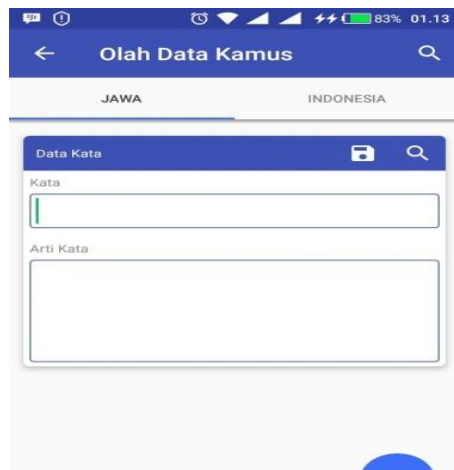 83% 01.13
Olah Data Kamus
JAWA INDONESIA
Data Kata
Kata
Arti Kata